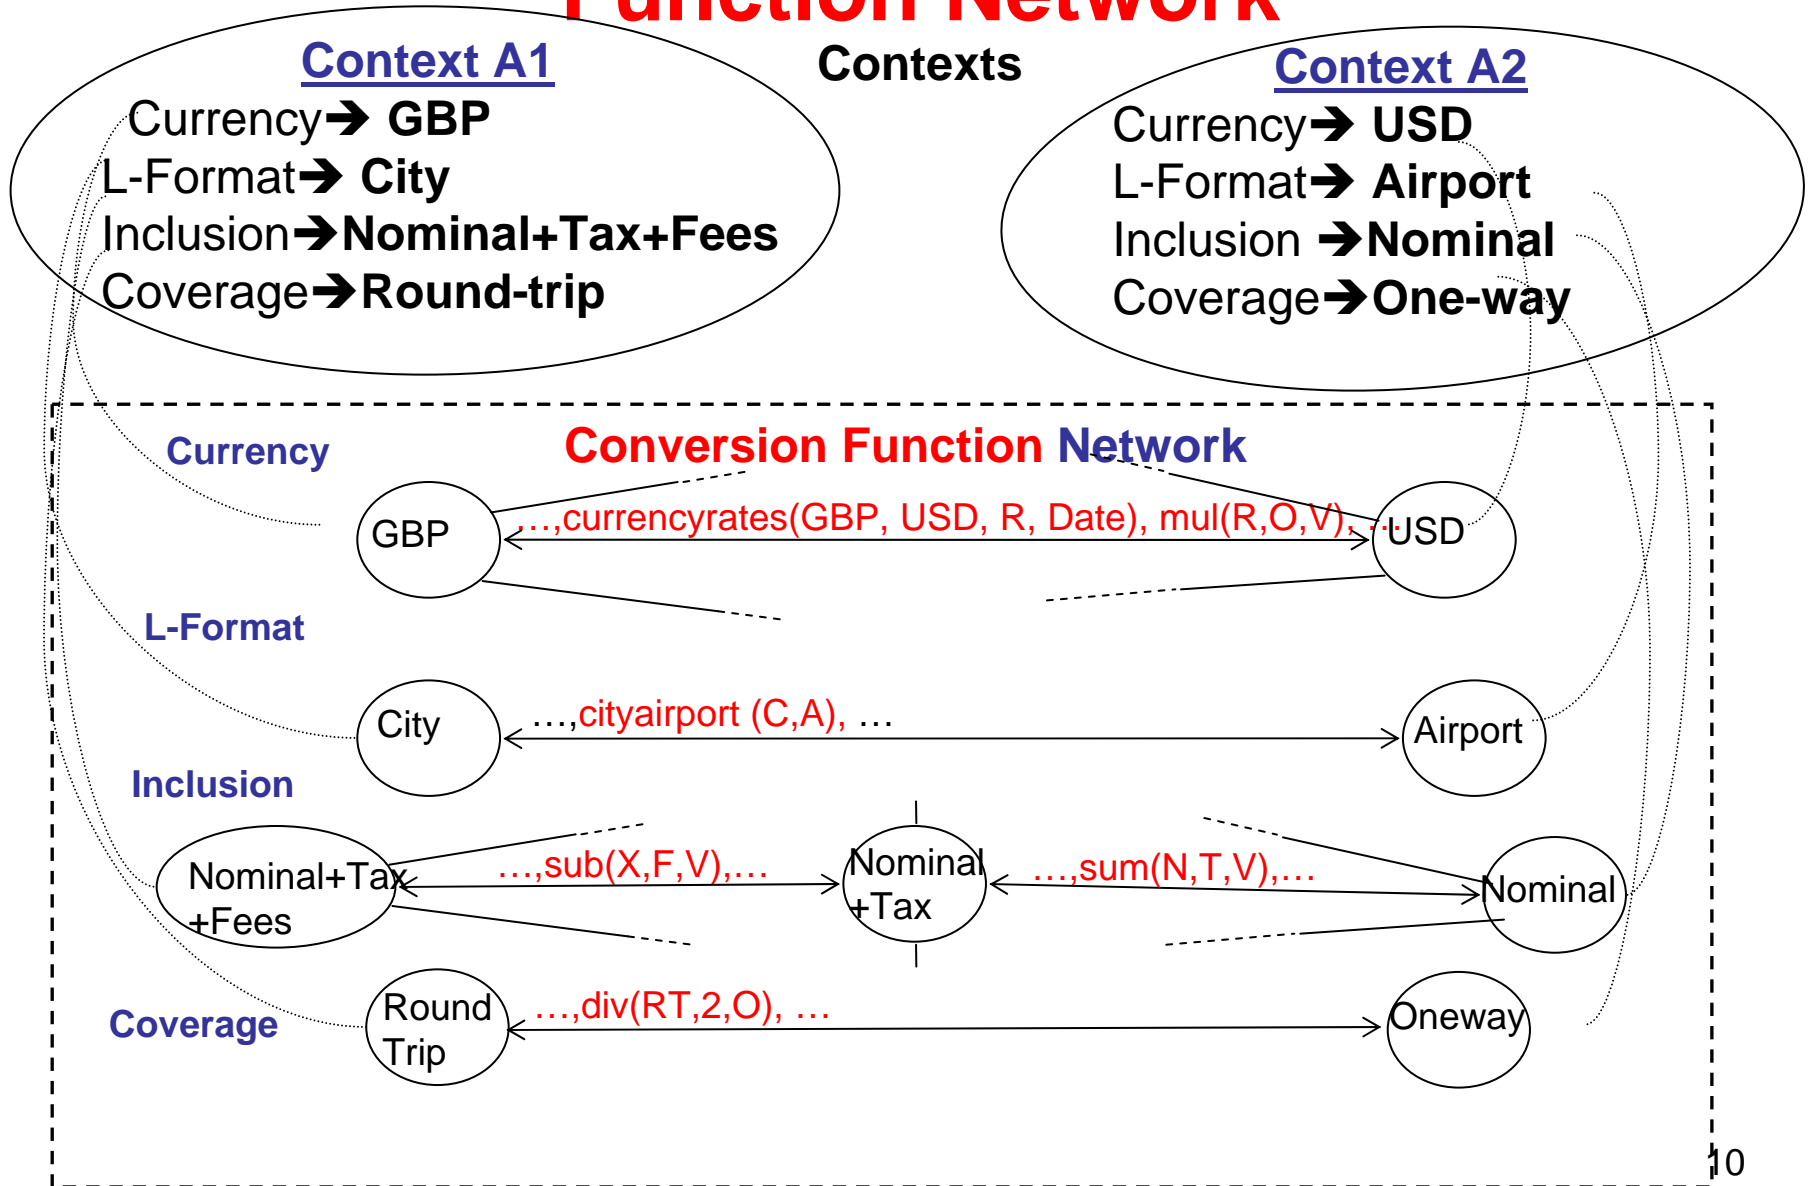 Function Network
Contexts
Context A1
Currency➔ GBP
L-Format➔ City
Inclusion➔Nominal+Tax+Fees
Coverage➔Round-trip
Context A2
Currency➔ USD
L-Format➔ Airport
Inclusion ➔Nominal
Coverage➔One-way
Conversion Function Network
Currency
GBP
…,currencyrates(GBP, USD, R, Date), mul(R,O,V), …
USD
L-Format
City
…,cityairport (C,A), …
Airport
Inclusion
Nominal+Tax
+Fees
…,sub(X,F,V),…
Nominal
+Tax
…,sum(N,T,V),…
Nominal
Coverage
Round
Trip
…,div(RT,2,O), …
Oneway
10